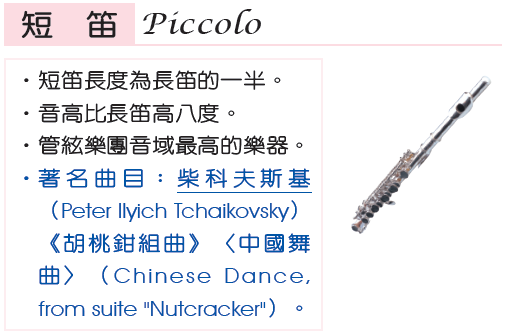 短笛 Piccolo
・短笛長度為長笛的一半。
・音高比長笛高八度。
・管絃樂團音域最高的樂器。
・著名曲目：柴科夫斯基
（Peter Ilyich Tchaikovsky）
《胡桃鉗組曲》〈中國舞
曲〉（Chinese Dance,
from suite "Nutcracker"）。